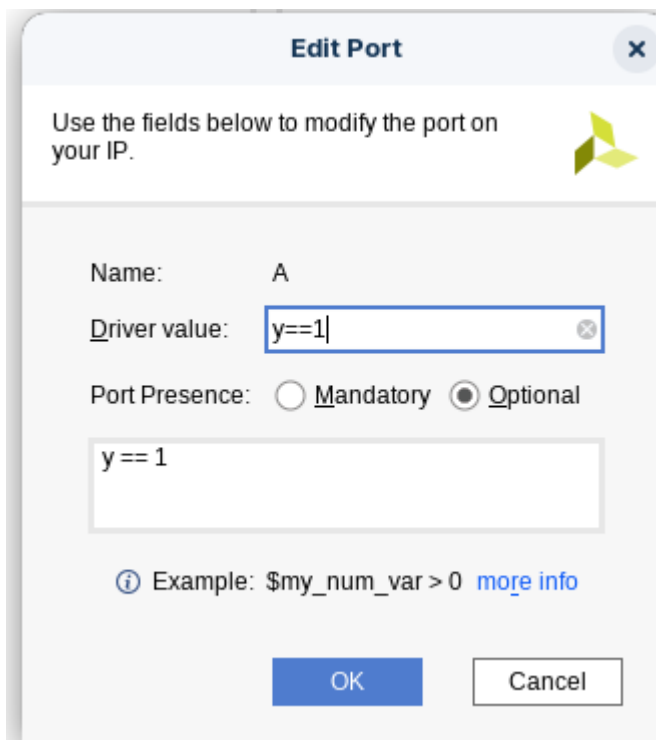 Edit Port
Use the fields below to modify the port on
your IP.
Name: A
Driver value: y==1
Port Presence: Mandatory Optional
y == 1
Example: $my_num_var > 0 more info
OK Cancel